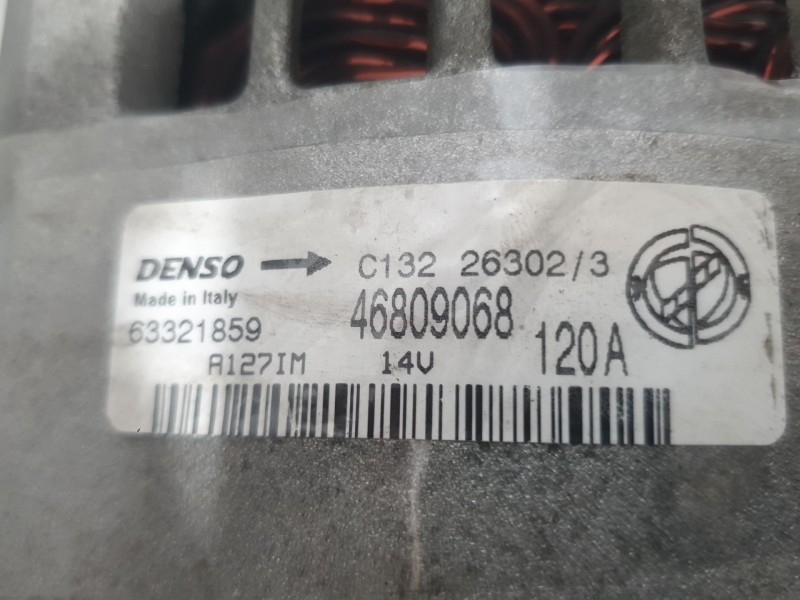 DENSO → C132 26302/3
Made in Italy
63321859 46809068
A127IM 14V 120A